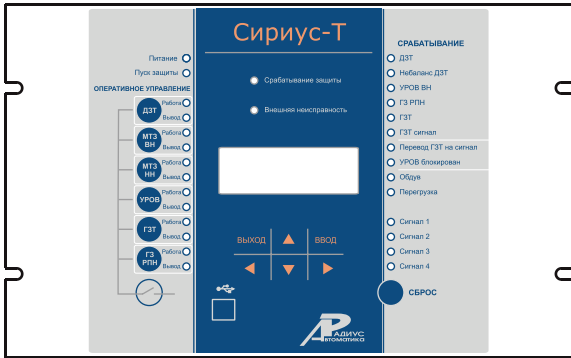 Сириус-Т
Питание
Пуск защиты
ОПЕРАТИВНОЕ УПРАВЛЕНИЕ
ДЗТ
Работа
Вывод
МТЗ ВН
Работа
Вывод
МТЗ НН
Работа
Вывод
УРОВ
Работа
Вывод
ГЗТ
Работа
Вывод
ГЗ РПН
Работа
Вывод
Срабатывание защиты
Внешняя неисправность
ВЫХОД
ВВОД
РАДИУС
Автоматика
СРАБАТЫВАНИЕ
ДЗТ
Небаланс ДЗТ
УРОВ ВН
ГЗ РПН
ГЗТ
ГЗТ сигнал
Перевод ГЗТ на сигнал
УРОВ блокирован
Обдув
Перегрузка
Сигнал 1
Сигнал 2
Сигнал 3
Сигнал 4
СБРОС